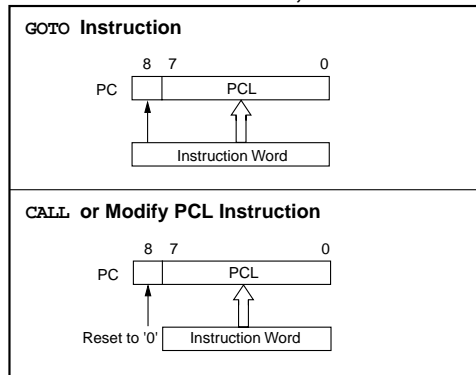 GOTO Instruction
8 7 0
PC PCL
Instruction Word
CALL or Modify PCL Instruction
8 7 0
PC PCL
Reset to '0' Instruction Word